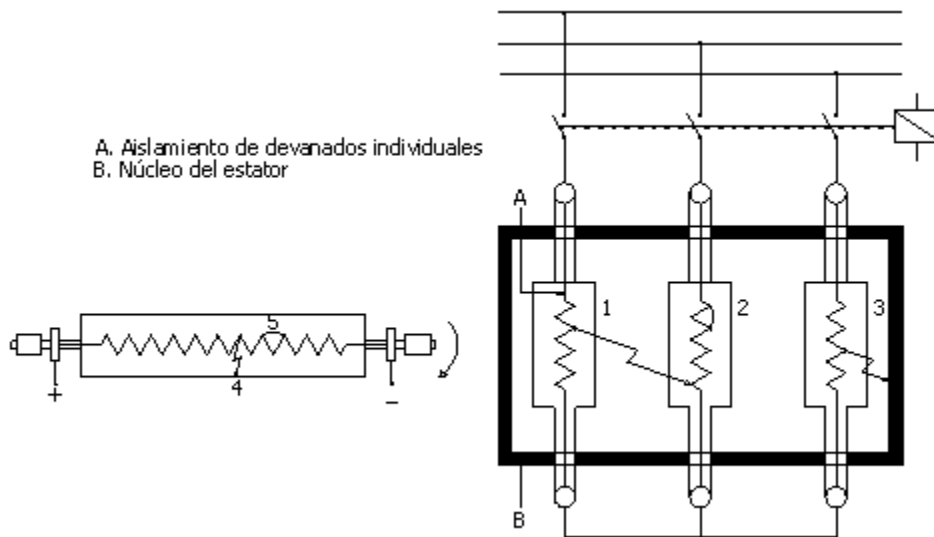 A. Aislamiento de devanados individuales
B. Núcleo del estator
A
1
2
3
5
4
+
-
B